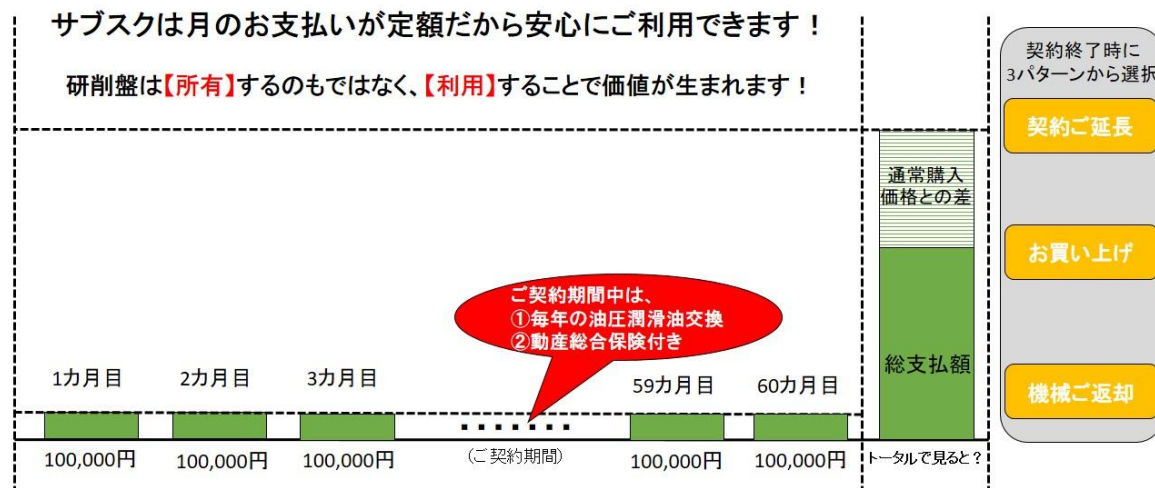 サブスクは月のお支払いが定額だから安心にご利用できます！
研削盤は【所有】するのもではなく、【利用】することで価値が生まれます！
契約終了時に
3パターンから選択
契約ご延長
お買い上げ
機械ご返却
通常購入
価格との差
総支払額
ご契約期間中は、
①毎年の油圧潤滑油交換
②動産総合保険付き
1カ月目
2カ月目
3カ月目
59カ月目
60カ月目
・・・・・・・
100,000円
100,000円
100,000円
(ご契約期間)
100,000円
100,000円
トータルで見ると？